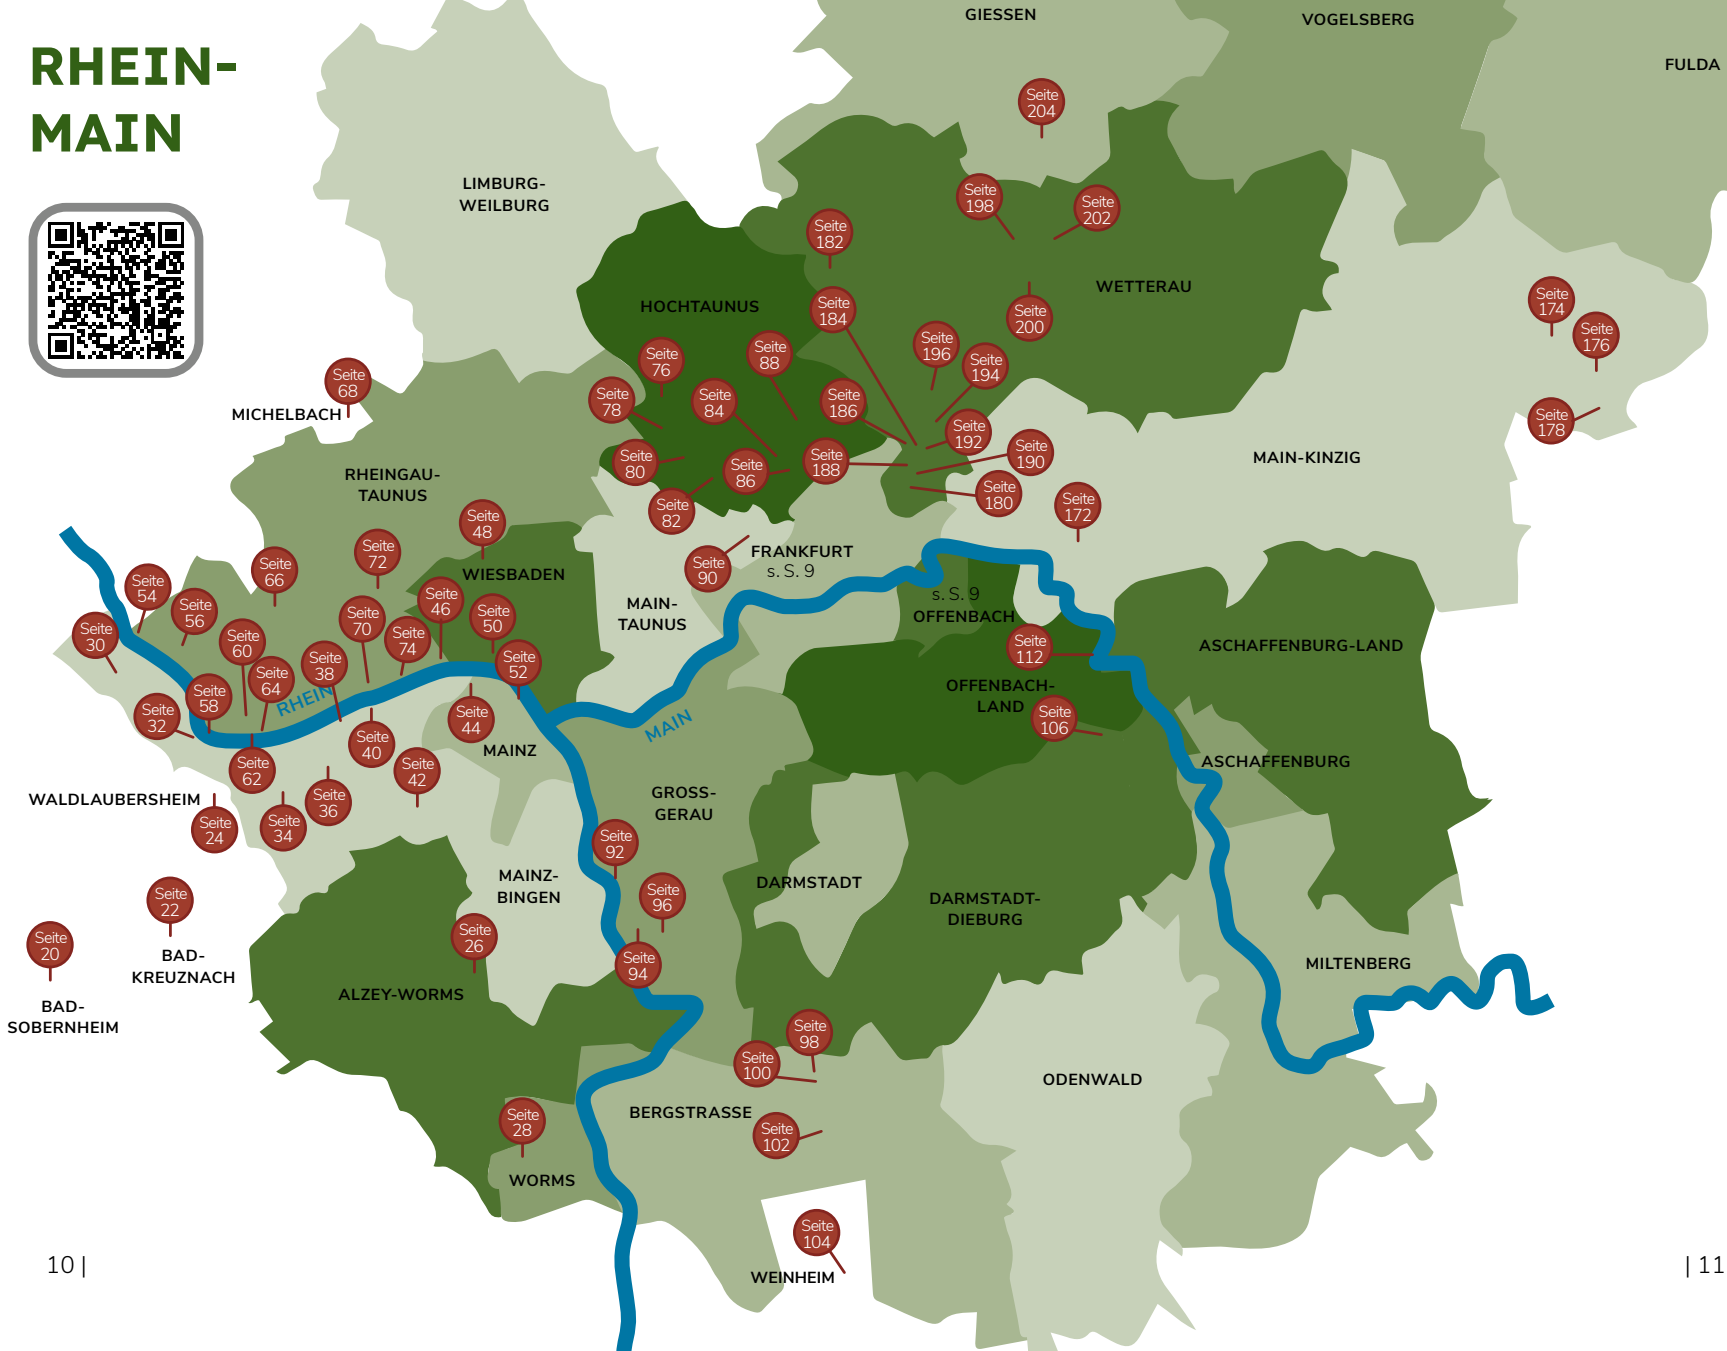 RHEIN-
MAIN
GIESSEN
VOGELSBERG
FULDA
Seite
204
LIMBURG-
WEILBURG
Seite
198
Seite
202
Seite
182
WETTERAU
HOCHTAUNUS
Seite
184
Seite
200
Seite
174
Seite
176
Seite
196
Seite
194
Seite
76
Seite
88
Seite
68
MICHELBACH
Seite
78
Seite
84
Seite
186
Seite
178
Seite
192
Seite
190
MAIN-KINZIG
Seite
80
Seite
86
Seite
188
RHEINGAU-
TAUNUS
Seite
180
Seite
82
Seite
172
Seite
48
FRANKFURT
s. S. 9
Seite
72
Seite
66
Seite
90
WIESBADEN
Seite
54
Seite
56
Seite
46
s. S. 9
OFFENBACH
MAIN-
TAUNUS
Seite
70
Seite
50
Seite
30
Seite
60
Seite
74
Seite
112
ASCHAFFENBURG-LAND
Seite
38
Seite
52
Seite
64
Seite
58
RHEIN
OFFENBACH-
LAND
Seite
32
Seite
44
MAIN
Seite
106
Seite
40
MAINZ
ASCHAFFENBURG
Seite
62
Seite
42
WALDLAUBERSHEIM
Seite
36
GROSS-
GERAU
Seite
24
Seite
34
Seite
92
MAINZ-
BINGEN
DARMSTADT
Seite
22
Seite
96
DARMSTADT-
DIEBURG
Seite
20
Seite
26
BAD-
KREUZNACH
Seite
94
MILTENBERG
ALZEY-WORMS
BAD-
SOBERNHEIM
Seite
98
Seite
100
ODENWALD
BERGSTRASSE
Seite
28
Seite
102
WORMS
Seite
104
WEINHEIM
10 |
| 11